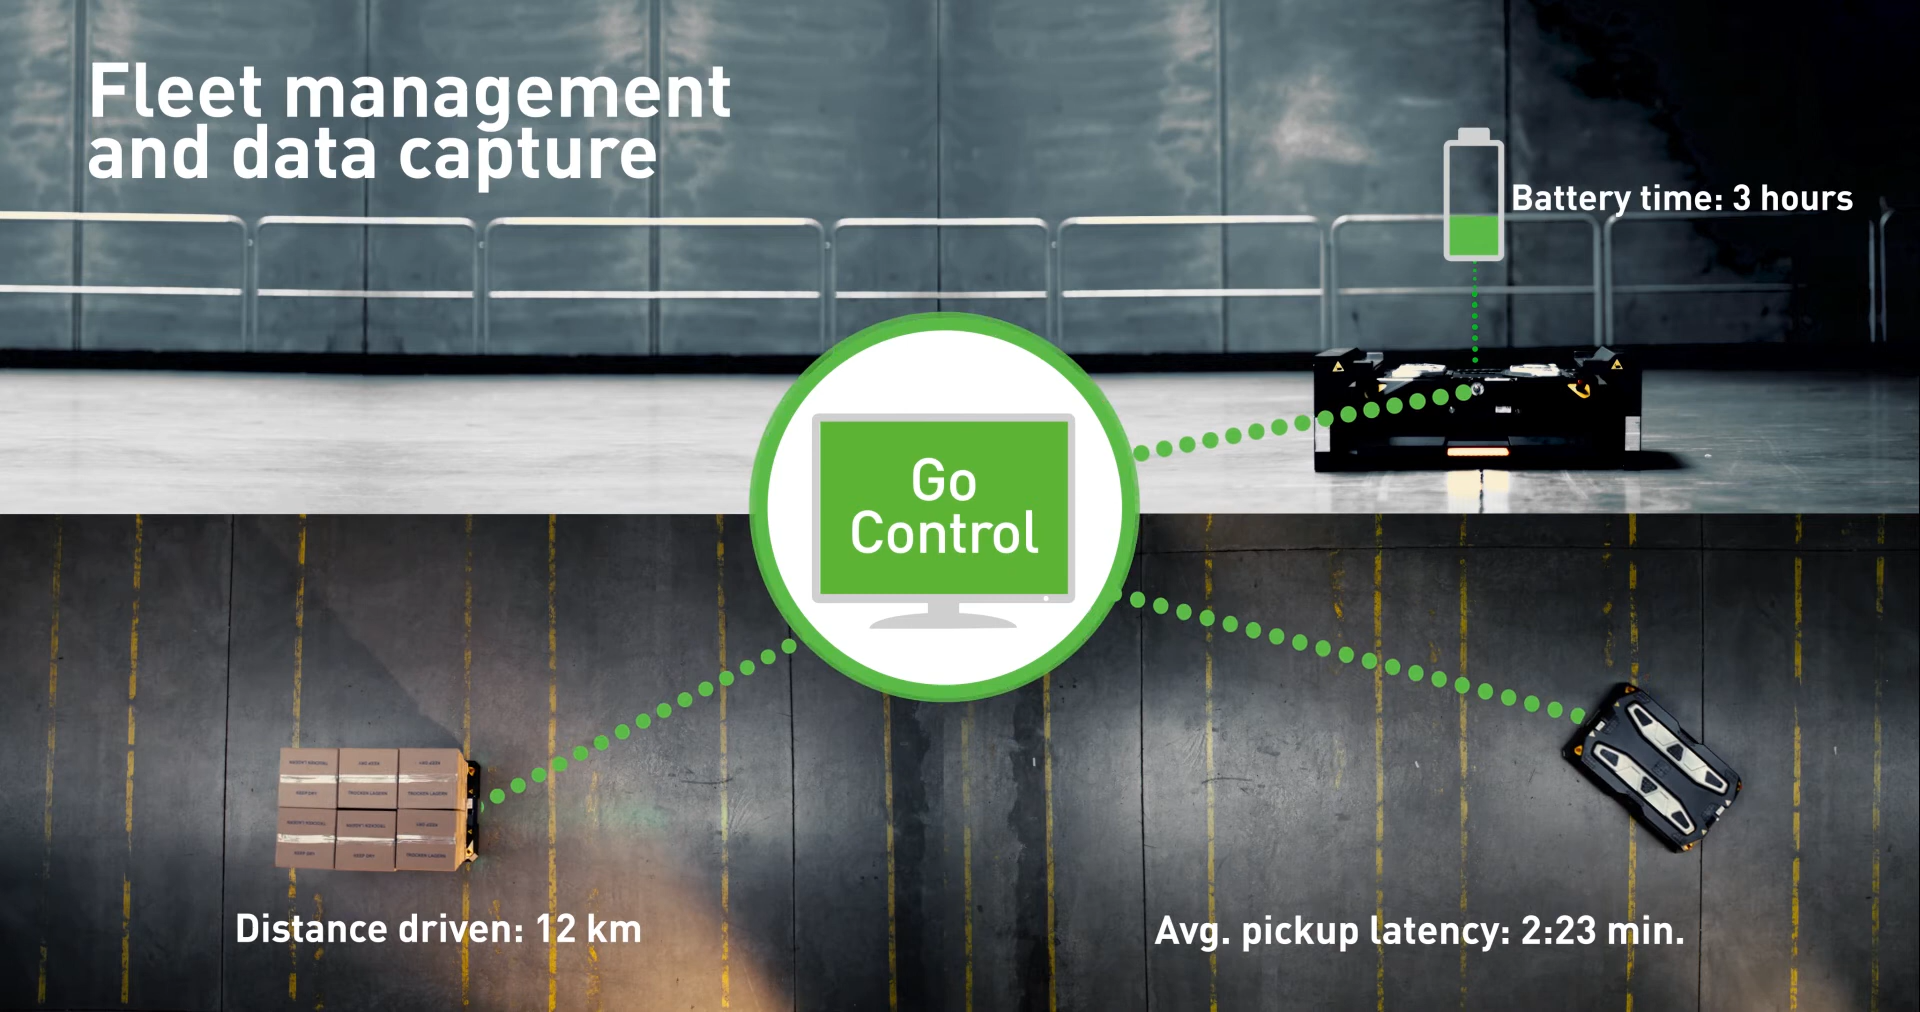 Fleet management
and data capture
Battery time: 3 hours
Go
Control
Distance driven: 12 km
Avg. pickup latency: 2:23 min.